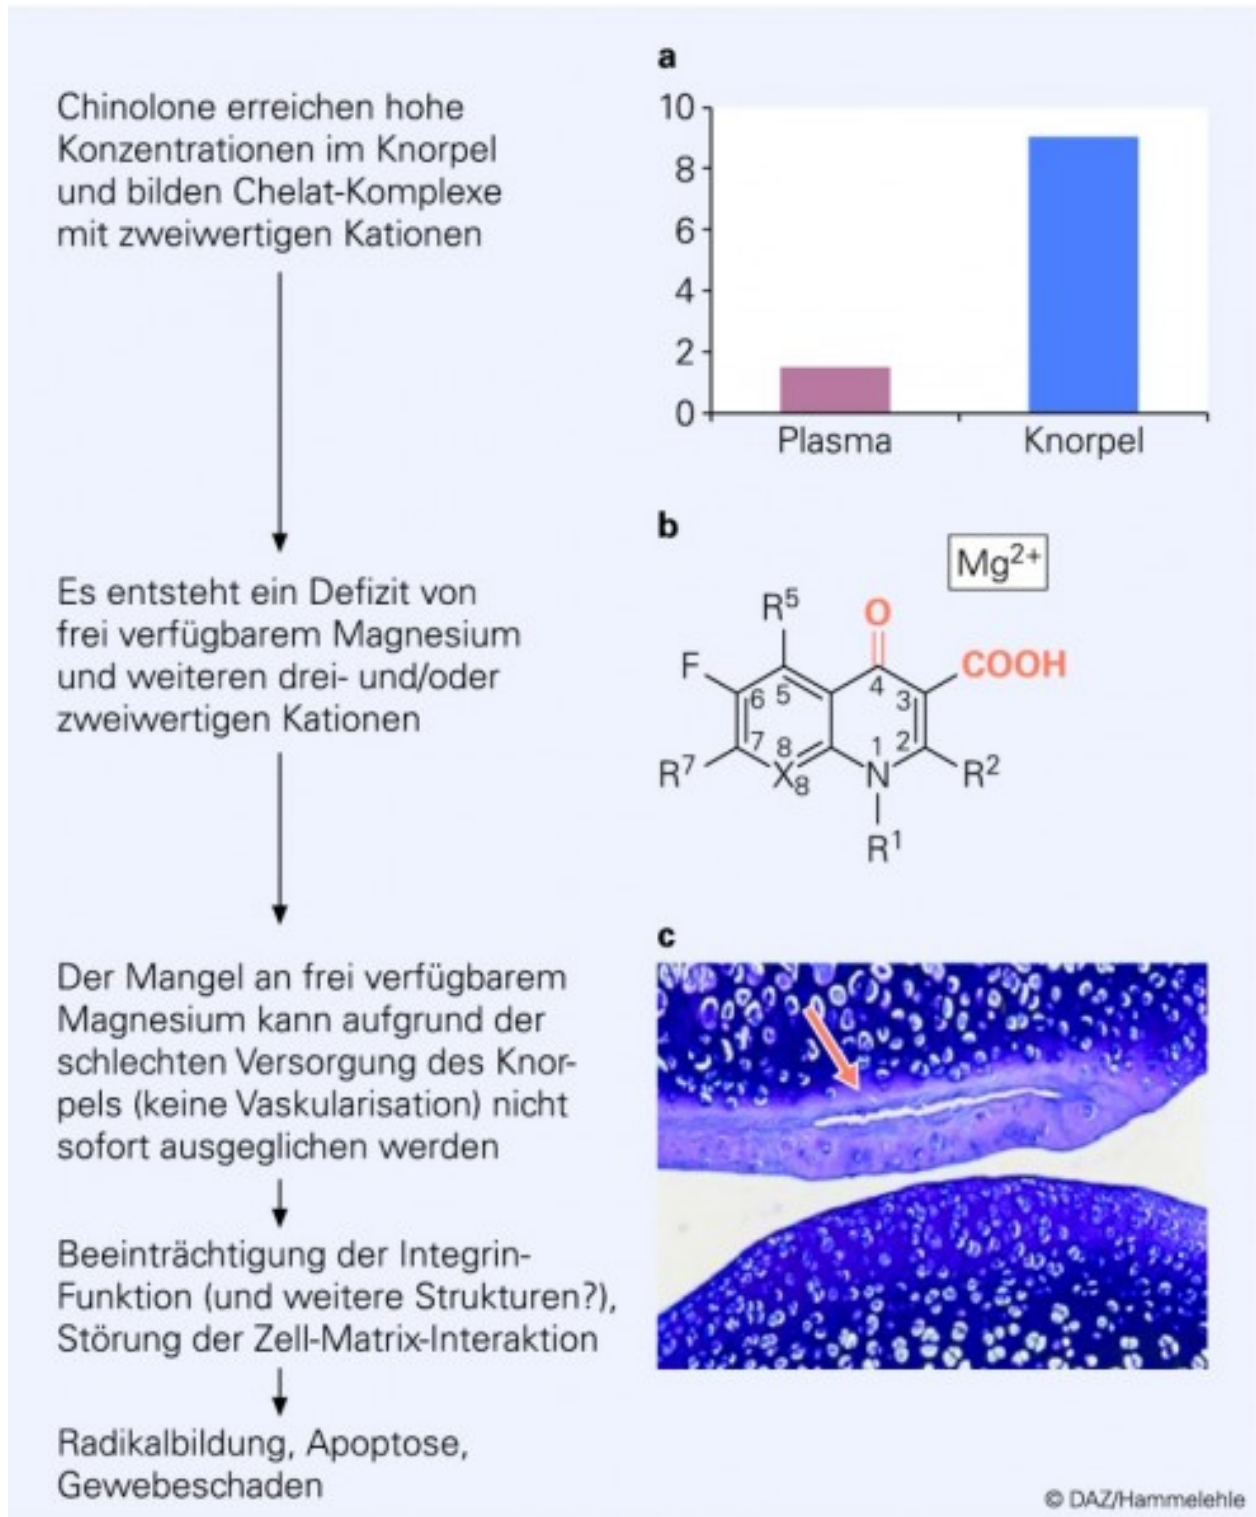 Chinolone erreichen hohe
Konzentrationen im Knorpel
und bilden Chelat-Komplexe
mit zweiwertigen Kationen
Es entsteht ein Defizit von
frei verfügbarem Magnesium
und weiteren drei- und/oder
zweiwertigen Kationen
Der Mangel an frei verfügbarem
Magnesium kann aufgrund der
schlechten Versorgung des Knor-
pels (keine Vaskularisation) nicht
sofort ausgeglichen werden
Beeinträchtigung der Integrin-
Funktion (und weitere Strukturen?),
Störung der Zell-Matrix-Interaktion
Radikalbildung, Apoptose,
Gewebeschaden
a
10
8
6
4
2
0
Plasma Knorpel
b
Mg²⁺
R⁵ O
F COOH
6 5 4 3
7 8 1 2
R⁷ X₈ N R²
R¹
c
© DAZ/Hammelehle